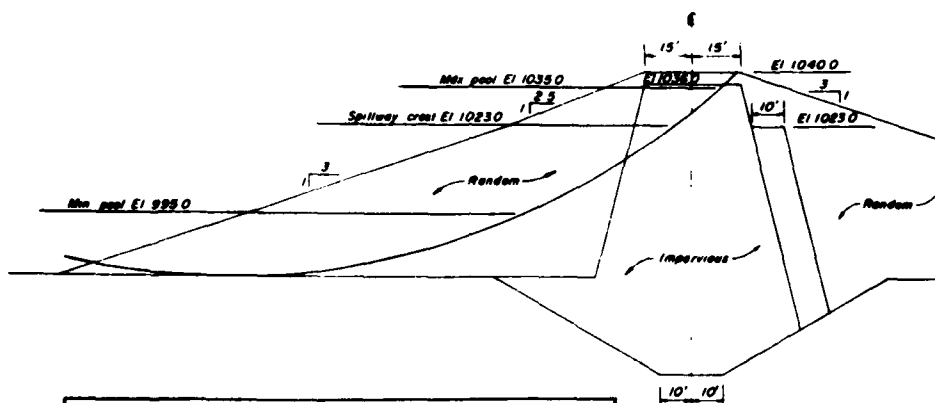 ℄
15' 15'
El 1040 0
Max pool El 1035 0
El 1036 0
3
1
2 5
1
10'
Spillway crest El 1023 0
El 1023 0
3
1
Random
Random
Min pool El 995 0
Impervious
10' 10'